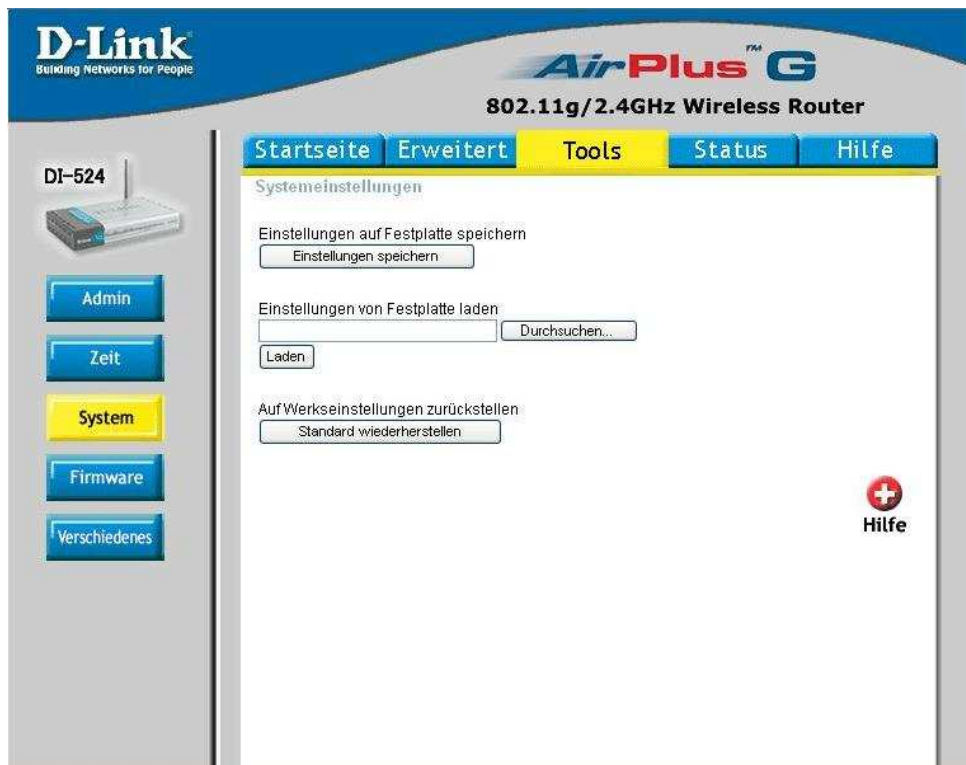 D-Link
Building Networks for People
AirPlus™ G
802.11g/2.4GHz Wireless Router
Startseite Erweitert Tools Status Hilfe
DI-524
Admin
Zeit
System
Firmware
Verschiedenes
Systemeinstellungen
Einstellungen auf Festplatte speichern
Einstellungen speichern
Einstellungen von Festplatte laden
Durchsuchen...
Laden
Auf Werkseinstellungen zurückstellen
Standard wiederherstellen
Hilfe